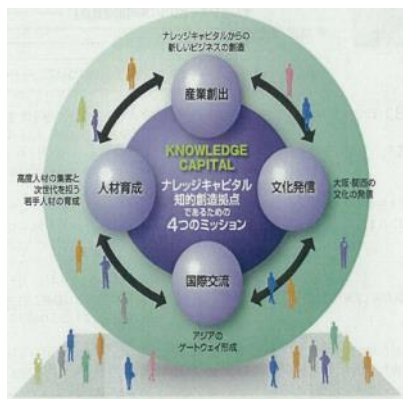 ナレッジキャピタルからの
新しいビジネスの創造
産業創出
KNOWLEDGE
CAPITAL
ナレッジキャピタル
知的創造拠点
であるための
4つのミッション
高度人材の集客と
次世代を担う
若手人材の育成
人材育成
文化発信
大阪・関西の
文化の発信
国際交流
アジアの
ゲートウェイ形成